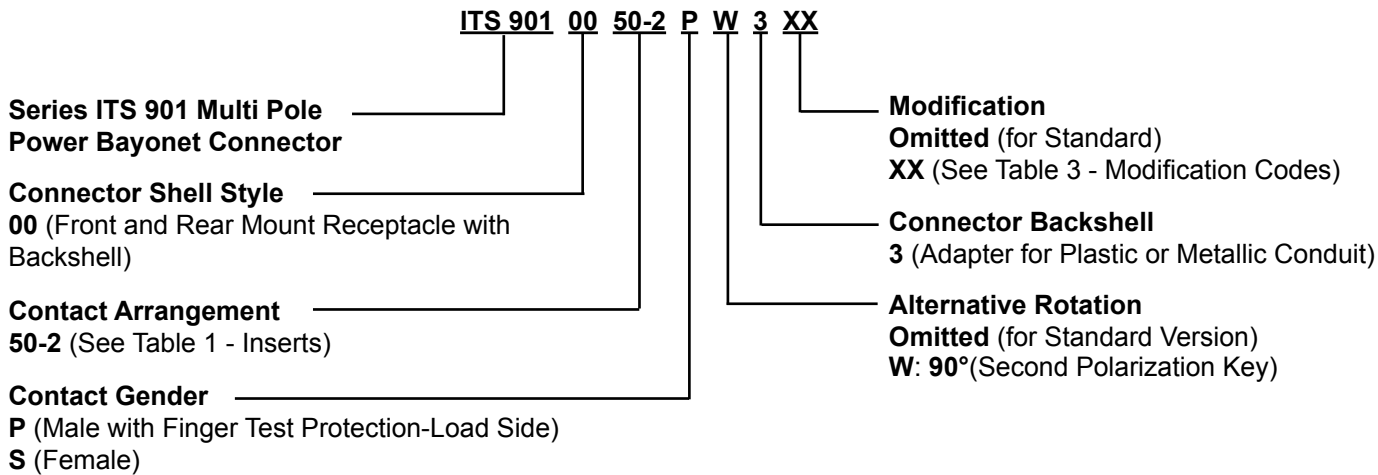 ITS 901 00 50-2 P W 3 XX
Series ITS 901 Multi Pole
Power Bayonet Connector
Connector Shell Style
00 (Front and Rear Mount Receptacle with
Backshell)
Contact Arrangement
50-2 (See Table 1 - Inserts)
Contact Gender
P (Male with Finger Test Protection-Load Side)
S (Female)
Modification
Omitted (for Standard)
XX (See Table 3 - Modification Codes)
Connector Backshell
3 (Adapter for Plastic or Metallic Conduit)
Alternative Rotation
Omitted (for Standard Version)
W: 90°(Second Polarization Key)